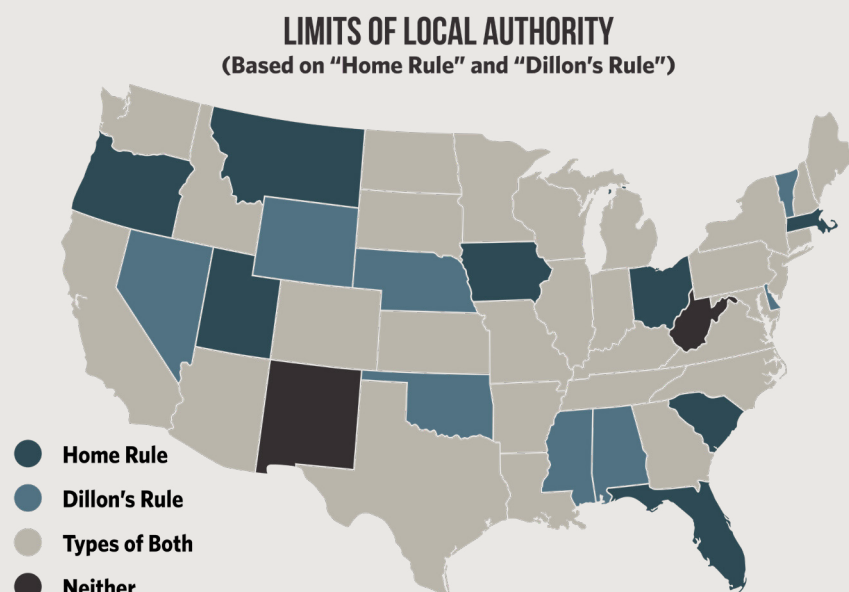 LIMITS OF LOCAL AUTHORITY
(Based on “Home Rule” and “Dillon’s Rule”)
Home Rule
Dillon’s Rule
Types of Both
Neither